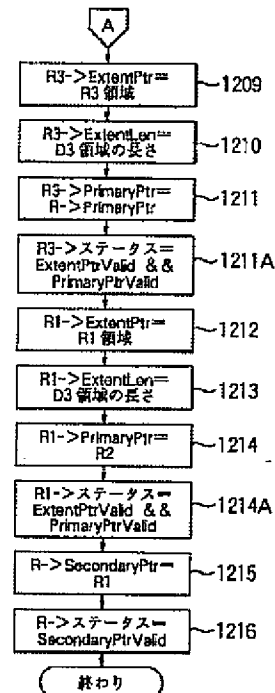 A
R3->ExtentPtr=
R3 領域
1209
R3->ExtentLen=
D3 領域の長さ
1210
R3->PrimaryPtr=
R->PrimaryPtr
1211
R3->ステータス=
ExtentPtrValid &&
PrimaryPtrValid
1211A
R1->ExtentPtr=
R1 領域
1212
R1->ExtentLen=
D3 領域の長さ
1213
R1->PrimaryPtr=
R2
1214
R1->ステータス=
ExtentPtrValid &&
PrimaryPtrValid
1214A
R->SecondaryPtr=
R1
1215
R->ステータス=
SecondaryPtrValid
1216
終わり